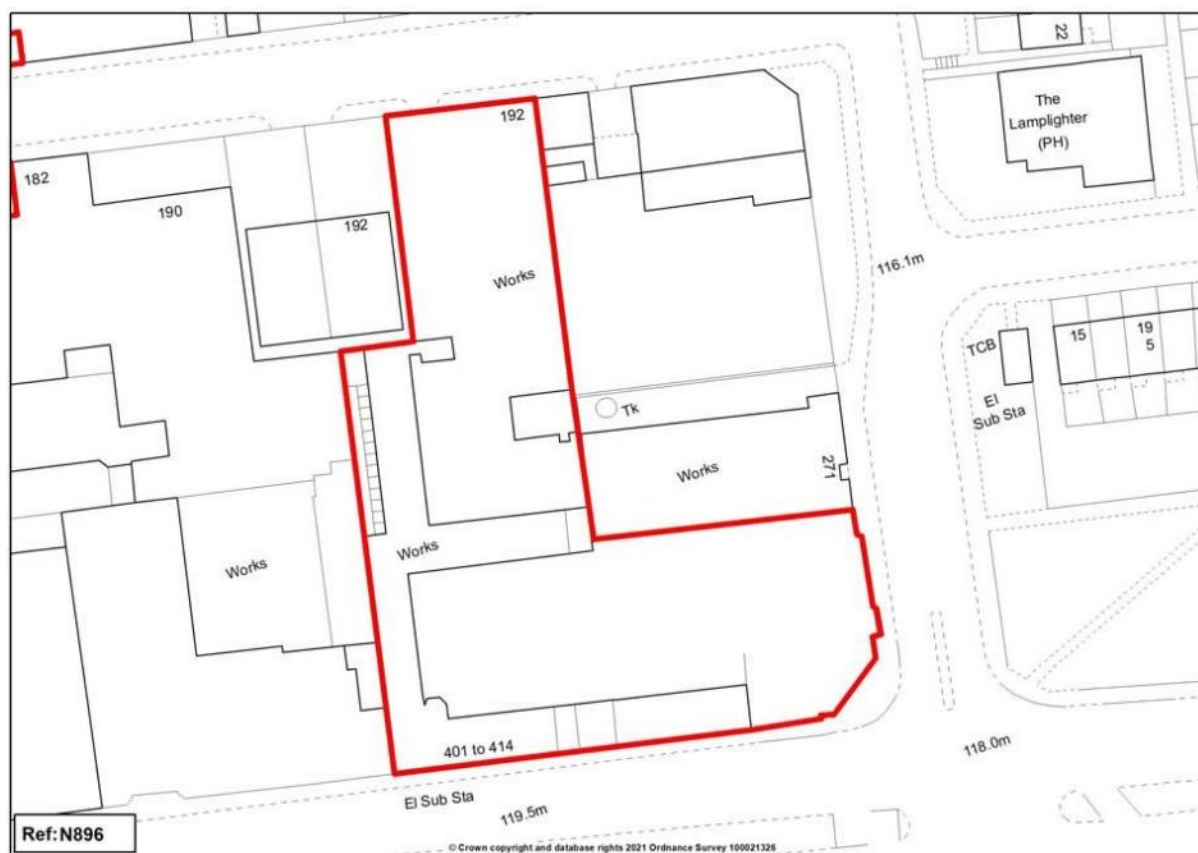 22
The
Lamplighter
(PH)
192
182
190
192
Works
116.1m
TCB
15
19
5
El
Sub Sta
Tk
271
Works
Works
Works
401 to 414
118.0m
El Sub Sta
119.5m
Ref:N896
© Crown copyright and database rights 2021 Ordnance Survey 100021326